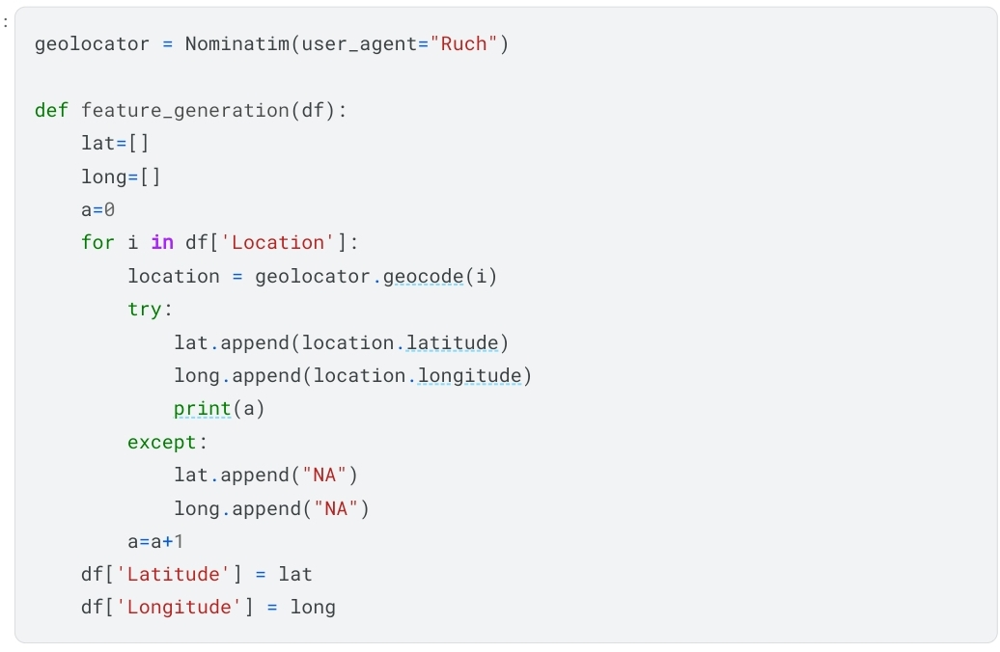 :
geolocator = Nominatim(user_agent="Ruch")
def feature_generation(df):
    lat=[]
    long=[]
    a=0
    for i in df['Location']:
        location = geolocator.geocode(i)
        try:
            lat.append(location.latitude)
            long.append(location.longitude)
            print(a)
        except:
            lat.append("NA")
            long.append("NA")
        a=a+1
    df['Latitude'] = lat
    df['Longitude'] = long